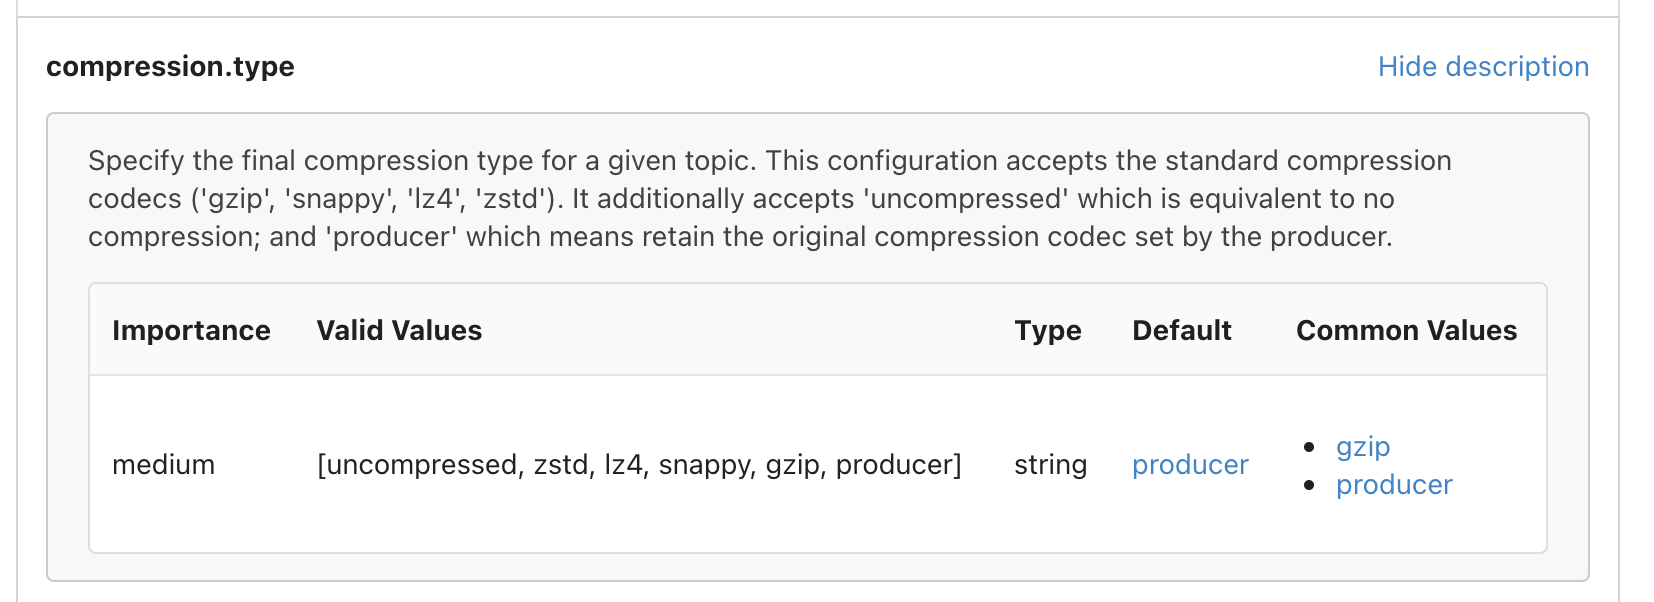 compression.type
Hide description
Specify the final compression type for a given topic. This configuration accepts the standard compression
codecs ('gzip', 'snappy', 'lz4', 'zstd'). It additionally accepts 'uncompressed' which is equivalent to no
compression; and 'producer' which means retain the original compression codec set by the producer.
Importance Valid Values Type Default Common Values
medium [uncompressed, zstd, lz4, snappy, gzip, producer] string producer
• gzip
• producer